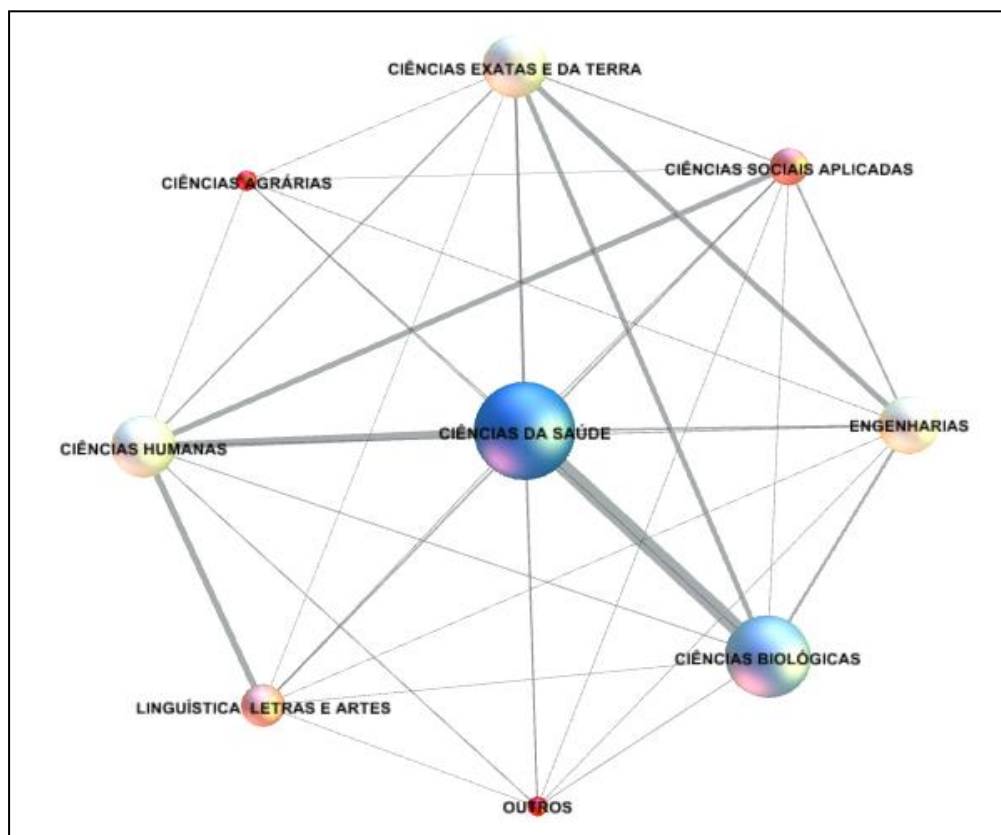 CIÊNCIAS EXATAS E DA TERRA
CIÊNCIAS SOCIAIS APLICADAS
CIÊNCIAS AGRÁRIAS
ENGENHARIAS
CIÊNCIAS DA SAÚDE
CIÊNCIAS HUMANAS
CIÊNCIAS BIOLÓGICAS
LINGUÍSTICA LETRAS E ARTES
OUTROS